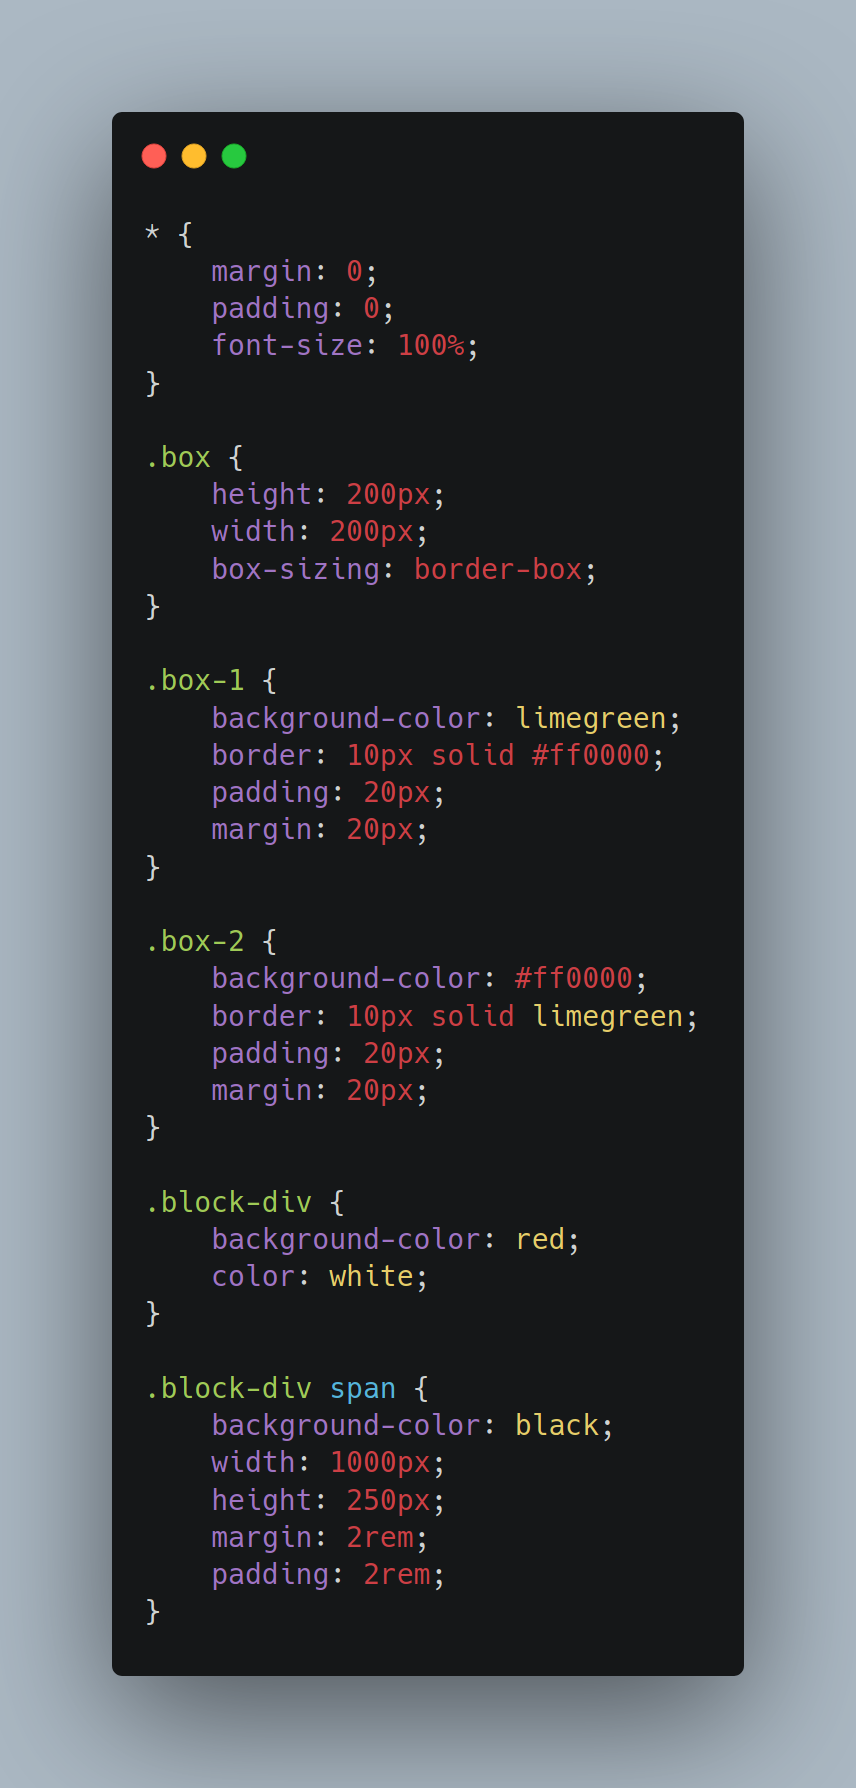 * {
    margin: 0;
    padding: 0;
    font-size: 100%;
}

.box {
    height: 200px;
    width: 200px;
    box-sizing: border-box;
}

.box-1 {
    background-color: limegreen;
    border: 10px solid #ff0000;
    padding: 20px;
    margin: 20px;
}

.box-2 {
    background-color: #ff0000;
    border: 10px solid limegreen;
    padding: 20px;
    margin: 20px;
}

.block-div {
    background-color: red;
    color: white;
}

.block-div span {
    background-color: black;
    width: 1000px;
    height: 250px;
    margin: 2rem;
    padding: 2rem;
}